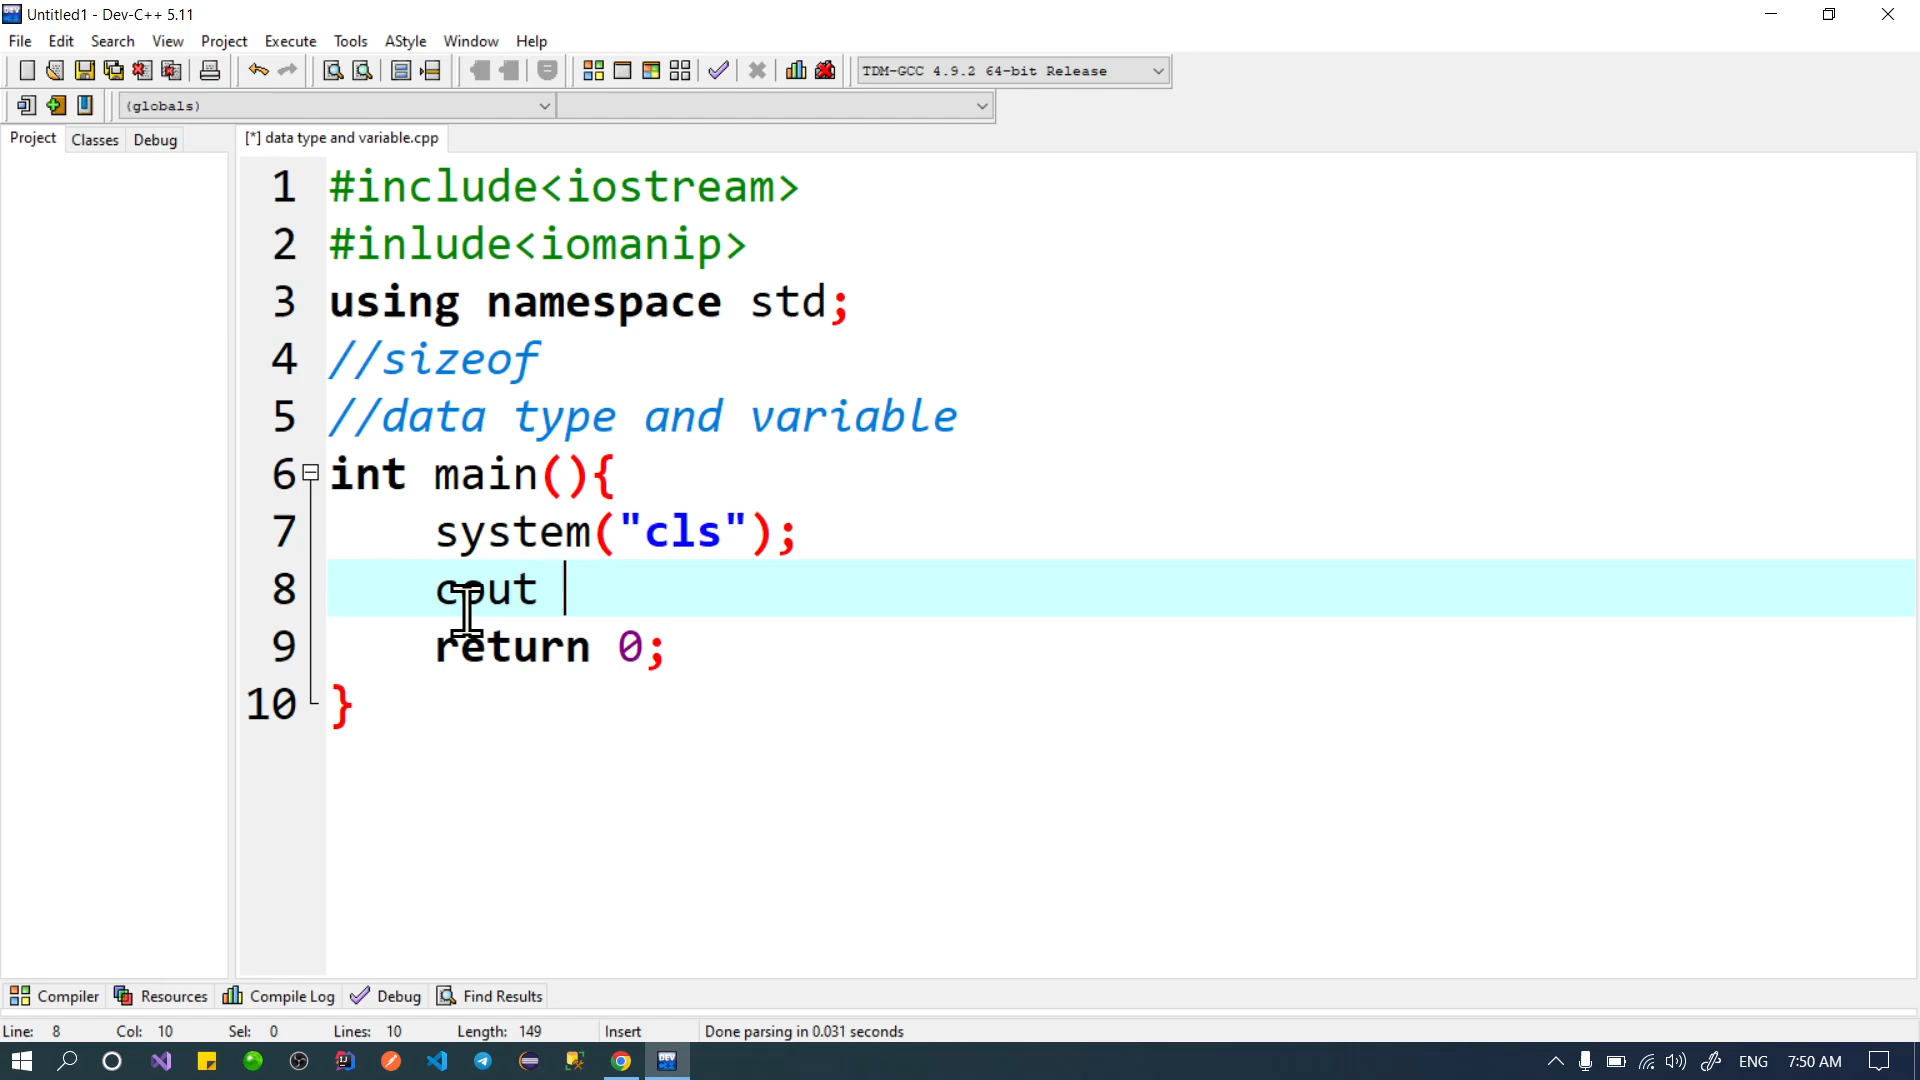 Untitled1 - Dev-C++ 5.11
File Edit Search View Project Execute Tools AStyle Window Help
TDM-GCC 4.9.2 64-bit Release
(globals)
Project Classes Debug [*] data type and variable.cpp
1 #include<iostream>
2 #inlude<iomanip>
3 using namespace std;
4 //sizeof
5 //data type and variable
6 int main(){
7 system("cls");
8 cout
9 return 0;
10 }
Compiler Resources Compile Log Debug Find Results
Line: 8 Col: 10 Sel: 0 Lines: 10 Length: 149 Insert Done parsing in 0.031 seconds
DEV ENG 7:50 AM